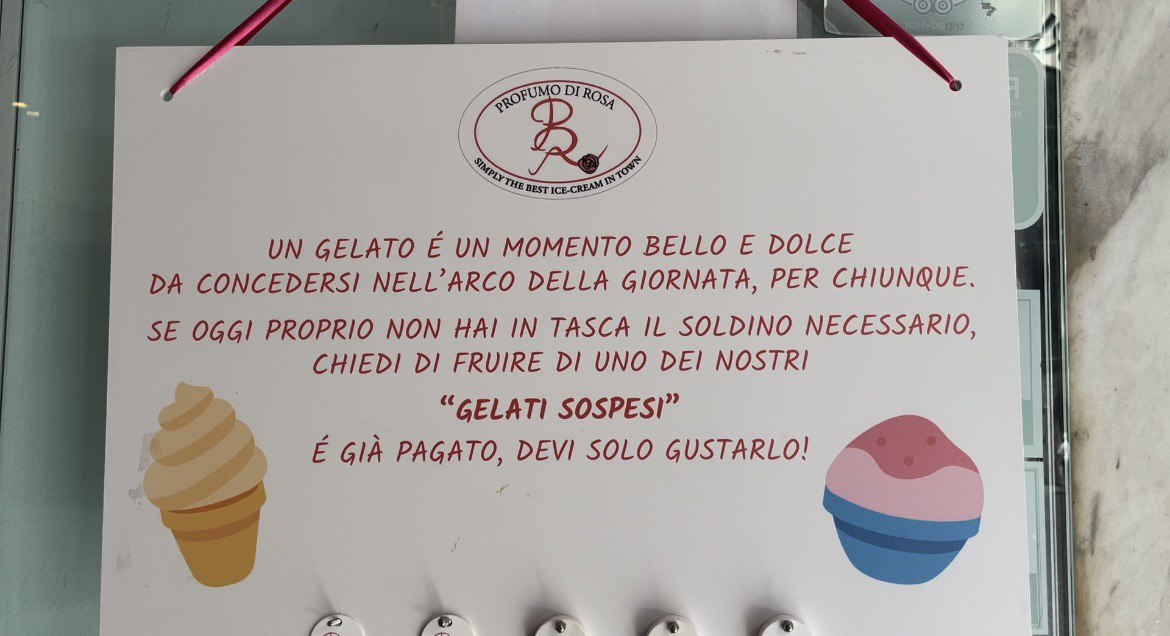 PROFUMO DI ROSA
SIMPLY THE BEST ICE-CREAM IN TOWN
UN GELATO É UN MOMENTO BELLO E DOLCE
DA CONCEDERSI NELL’ARCO DELLA GIORNATA, PER CHIUNQUE.
SE OGGI PROPRIO NON HAI IN TASCA IL SOLDINO NECESSARIO,
CHIEDI DI FRUIRE DI UNO DEI NOSTRI
“GELATI SOSPESI”
É GIÀ PAGATO, DEVI SOLO GUSTARLO!